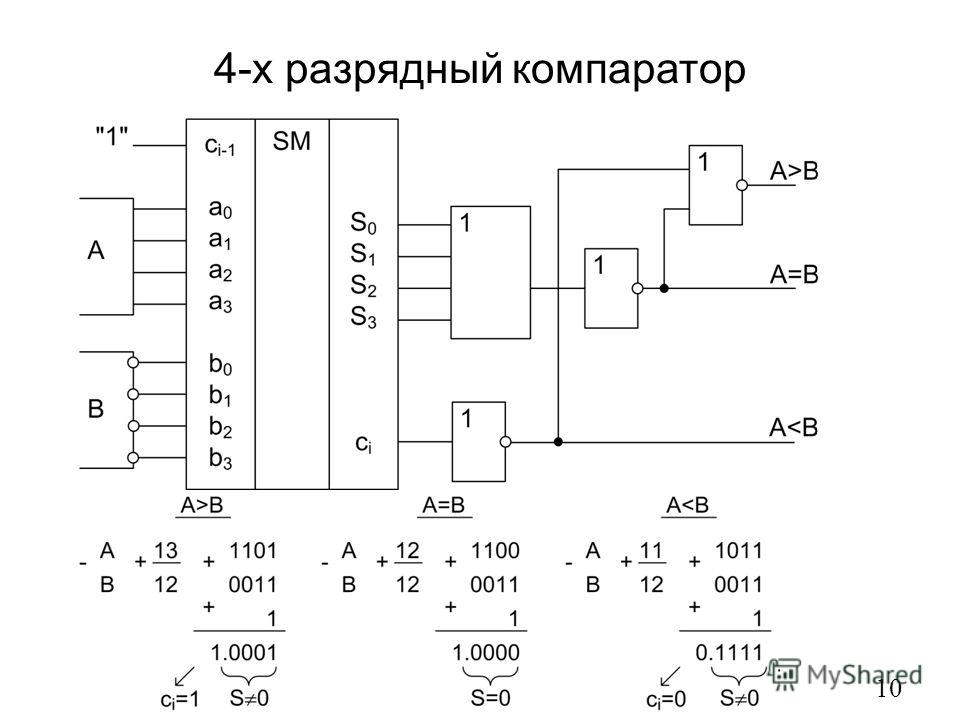 4-х разрядный компаратор
"1"
c i-1
SM
1
A>B
A
a0
a1
a2
a3
S0
S1
S2
S3
1
1
A=B
B
b0
b1
b2
b3
ci
1
A<B
A>B
A=B
A<B
- A + 13 + 1101
B 12 0011
+ 1
1.0001
ci=1 S≠0
- A + 12 + 1100
B 12 0011
+ 1
1.0000
S=0
- A + 11 + 1011
B 12 0011
+ 1
0.1111
ci=0 S≠0
MyShared
10